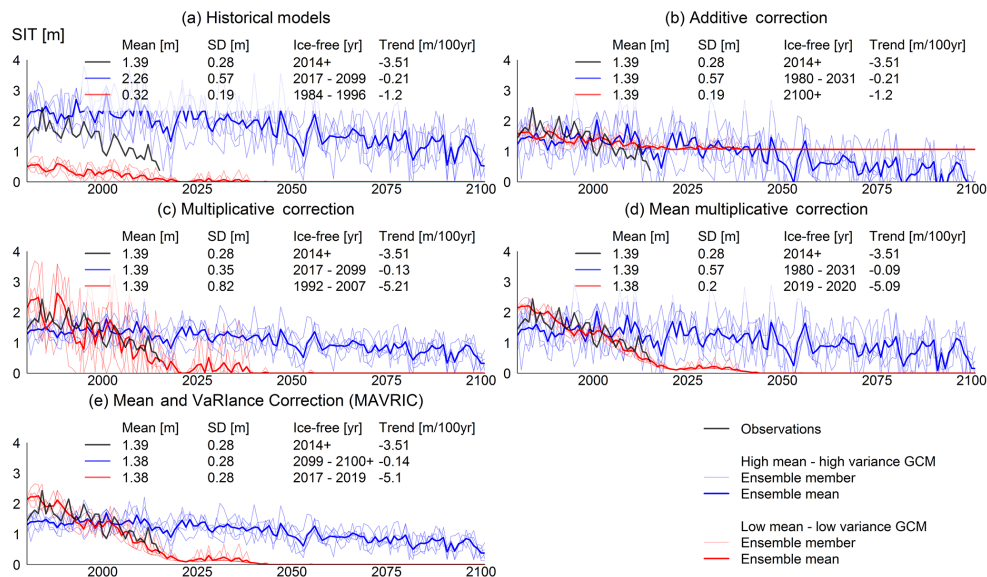 (a) Historical models
SIT [m]
Mean [m] SD [m] Ice-free [yr] Trend [m/100yr]
1.39 0.28 2014+ -3.51
2.26 0.57 2017 - 2099 -0.21
0.32 0.19 1984 - 1996 -1.2
4
3
2
1
0
2000 2025 2050 2075 2100
(b) Additive correction
Mean [m] SD [m] Ice-free [yr] Trend [m/100yr]
1.39 0.28 2014+ -3.51
1.39 0.57 1980 - 2031 -0.21
1.39 0.19 2100+ -1.2
4
3
2
1
0
2000 2025 2050 2075 2100
(c) Multiplicative correction
Mean [m] SD [m] Ice-free [yr] Trend [m/100yr]
1.39 0.28 2014+ -3.51
1.39 0.35 2017 - 2099 -0.13
1.39 0.82 1992 - 2007 -5.21
4
3
2
1
0
2000 2025 2050 2075 2100
(d) Mean multiplicative correction
Mean [m] SD [m] Ice-free [yr] Trend [m/100yr]
1.39 0.28 2014+ -3.51
1.39 0.57 1980 - 2031 -0.09
1.38 0.2 2019 - 2020 -5.09
4
3
2
1
0
2000 2025 2050 2075 2100
(e) Mean and VaRIance Correction (MAVRIC)
Mean [m] SD [m] Ice-free [yr] Trend [m/100yr]
1.39 0.28 2014+ -3.51
1.38 0.28 2099 - 2100+ -0.14
1.38 0.28 2017 - 2019 -5.1
4
3
2
1
0
2000 2025 2050 2075 2100
Observations
High mean - high variance GCM
Ensemble member
Ensemble mean
Low mean - low variance GCM
Ensemble member
Ensemble mean